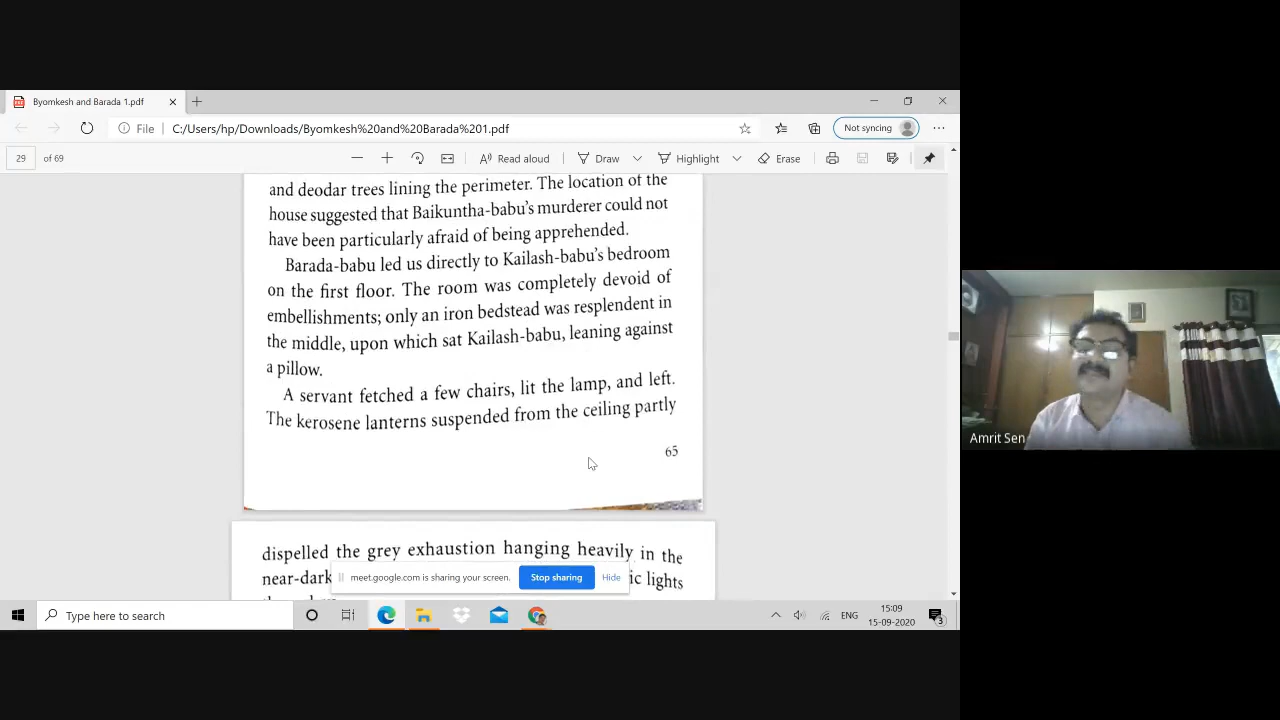 Byomkesh and Barada 1.pdf
File C:/Users/hp/Downloads/Byomkesh%20and%20Barada%201.pdf
Not syncing
29 of 69
Read aloud
Draw
Highlight
Erase
and deodar trees lining the perimeter. The location of the
house suggested that Baikuntha-babu's murderer could not
have been particularly afraid of being apprehended.
Barada-babu led us directly to Kailash-babu's bedroom
on the first floor. The room was completely devoid of
embellishments; only an iron bedstead was resplendent in
the middle, upon which sat Kailash-babu, leaning against
a pillow.
A servant fetched a few chairs, lit the lamp, and left.
The kerosene lanterns suspended from the ceiling partly
65
dispelled the grey exhaustion hanging heavily in the
near-dark
ic lights
meet.google.com is sharing your screen.
Stop sharing
Hide
Type here to search
ENG
15:09
15-09-2020
3
Amrit Sen